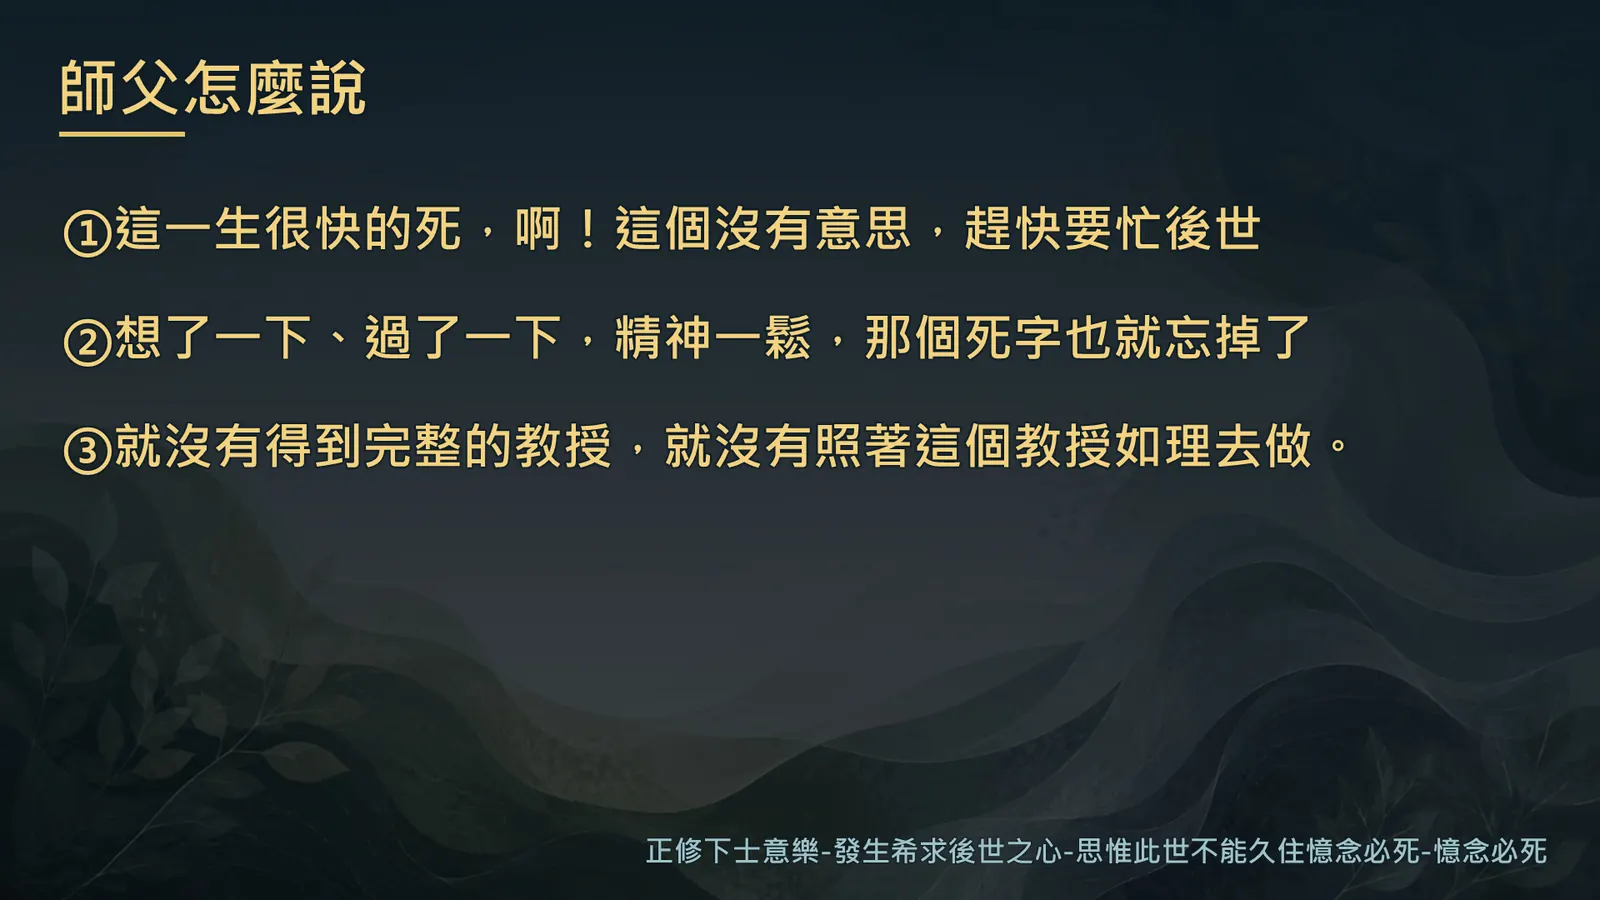 師父怎麼說
①這一生很快的死，啊！這個沒有意思，趕快要忙後世
②想了一下、過了一下，精神一鬆，那個死字也就忘掉了
③就沒有得到完整的教授，就沒有照著這個教授如理去做。
正修下士意樂-發生希求後世之心-思惟此世不能久住憶念必死-憶念必死